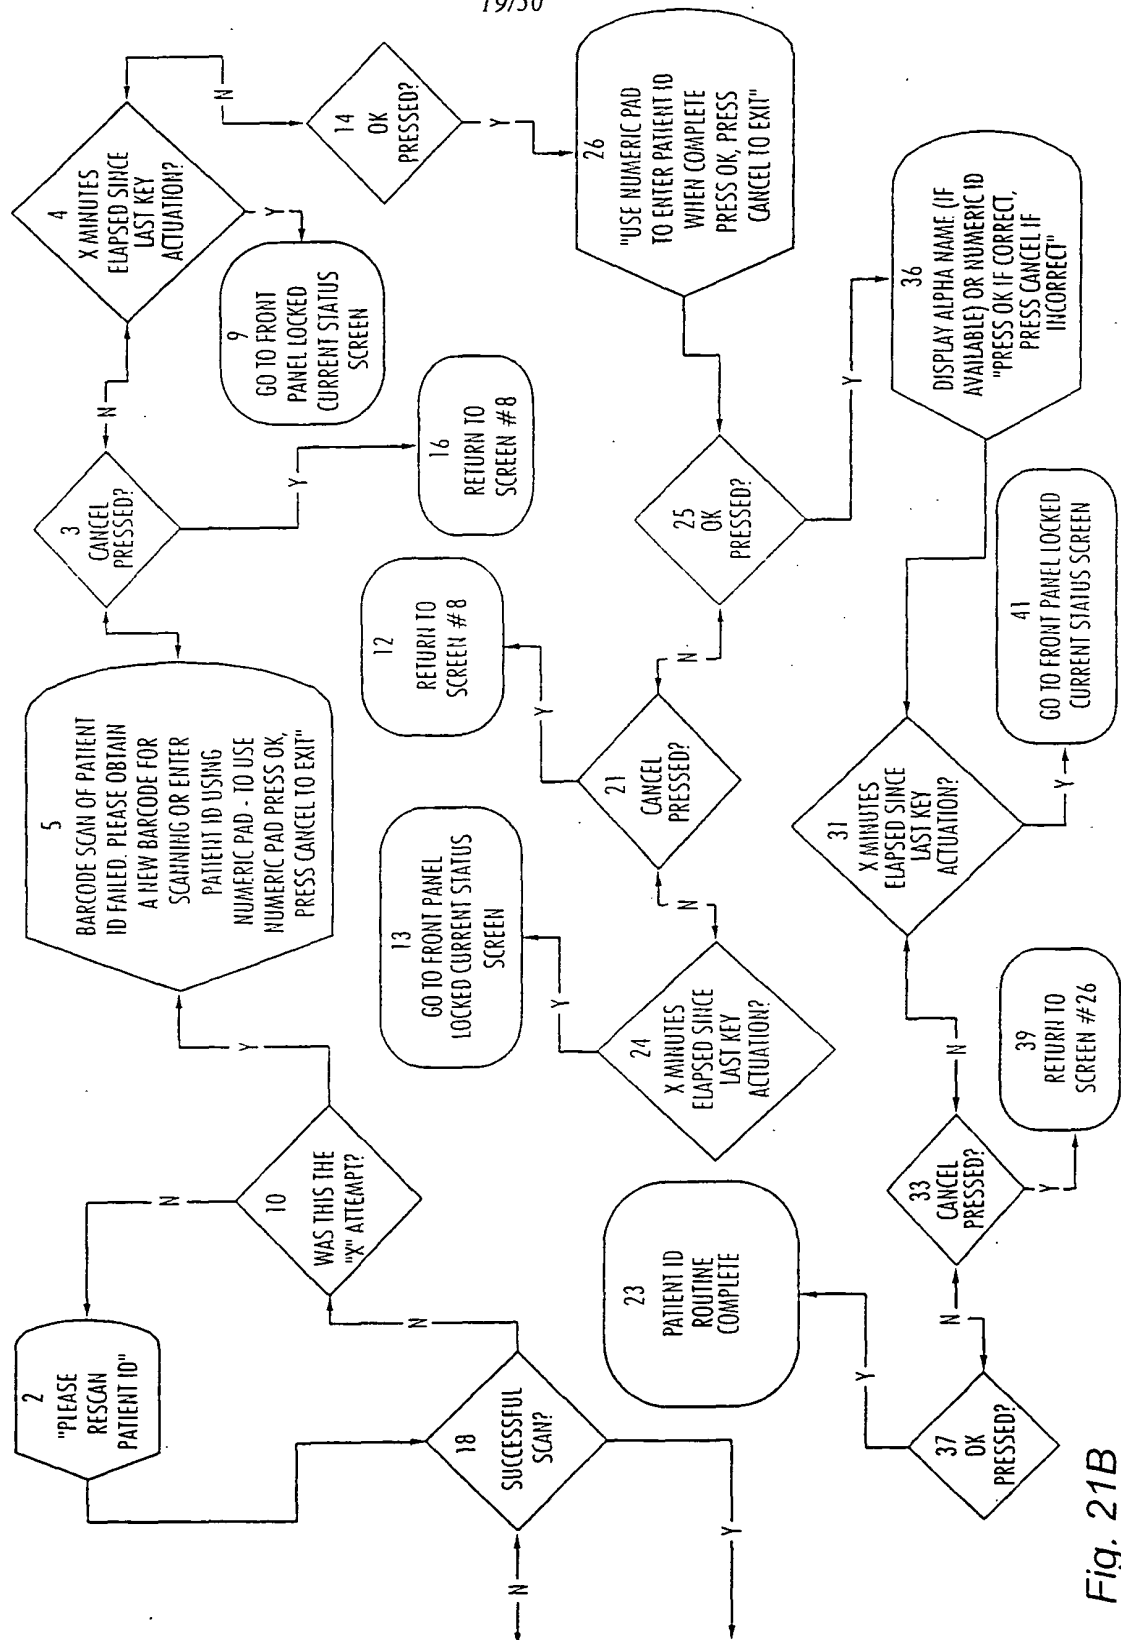 19/50
2
"PLEASE
RESCAN
PATIENT ID"
N
10
WAS THIS THE
"X" ATTEMPT?
Y
5
BARCODE SCAN OF PATIENT
ID FAILED. PLEASE OBTAIN
A NEW BARCODE FOR
SCANNING OR ENTER
PATIENT ID USING
NUMERIC PAD - TO USE
NUMERIC PAD PRESS OK,
PRESS CANCEL TO EXIT"
3
CANCEL
PRESSED?
N
Y
4
X MINUTES
ELAPSED SINCE
LAST KEY
ACTUATION?
N
Y
9
GO TO FRONT
PANEL LOCKED
CURRENT STATUS
SCREEN
16
RETURN TO
SCREEN #8
14
OK
PRESSED?
Y
18
SUCCESSFUL
SCAN?
N
N
Y
13
GO TO FRONT PANEL
LOCKED CURRENT STATUS
SCREEN
Y
12
RETURN TO
SCREEN #8
Y
26
"USE NUMERIC PAD
TO ENTER PATIENT ID
WHEN COMPLETE
PRESS OK, PRESS
CANCEL TO EXIT"
24
X MINUTES
ELAPSED SINCE
LAST KEY
ACTUATION?
N
21
CANCEL
PRESSED?
N
25
OK
PRESSED?
Y
23
PATIENT ID
ROUTINE
COMPLETE
Y
37
OK
PRESSED?
N
33
CANCEL
PRESSED?
N
Y
39
RETURN TO
SCREEN #26
31
X MINUTES
ELAPSED SINCE
LAST KEY
ACTUATION?
Y
41
GO TO FRONT PANEL LOCKED
CURRENT STATUS SCREEN
36
DISPLAY ALPHA NAME (IF
AVAILABLE) OR NUMERIC ID
"PRESS OK IF CORRECT,
PRESS CANCEL IF
INCORRECT"
Fig. 21B